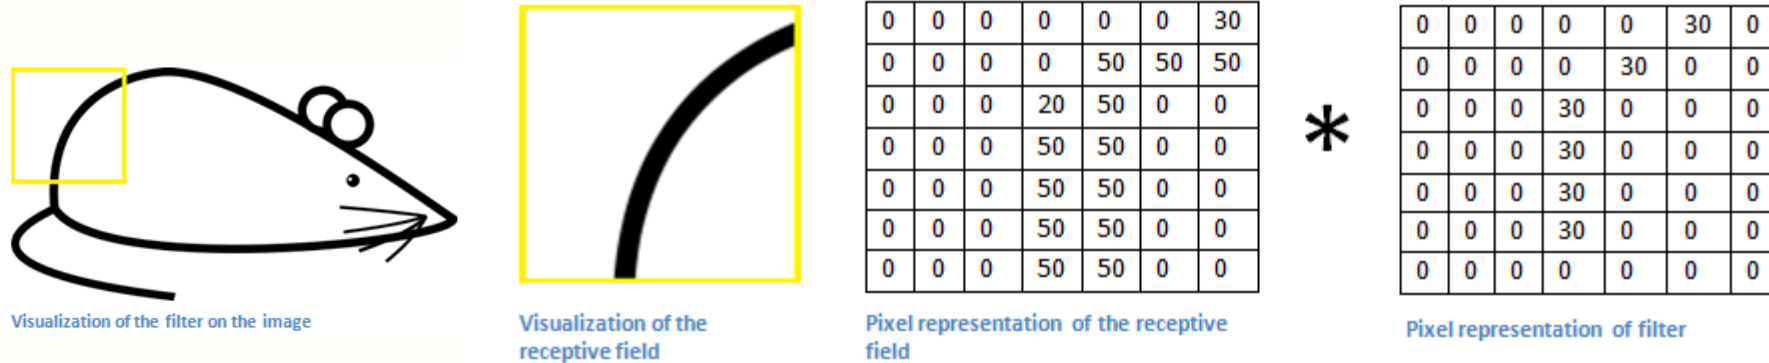 0 0 0 0 0 0 30
0 0 0 0 50 50 50
0 0 0 20 50 0 0
0 0 0 50 50 0 0
0 0 0 50 50 0 0
0 0 0 50 50 0 0
0 0 0 50 50 0 0
*
0 0 0 0 0 30 0
0 0 0 0 30 0 0
0 0 0 30 0 0 0
0 0 0 30 0 0 0
0 0 0 30 0 0 0
0 0 0 30 0 0 0
0 0 0 0 0 0 0
Visualization of the filter on the image
Visualization of the
receptive field
Pixel representation of the receptive
field
Pixel representation of filter